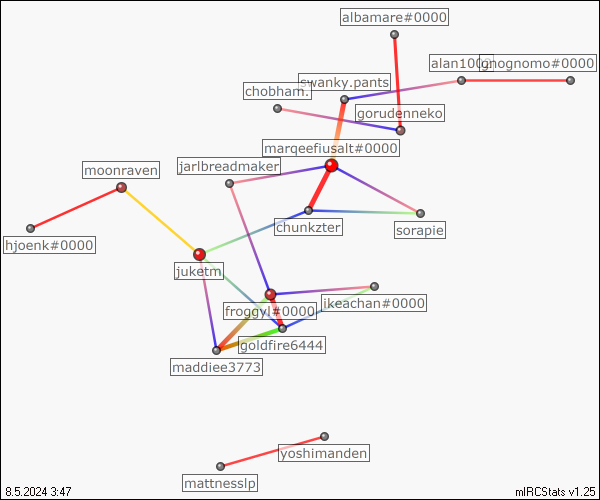 albamare#0000
gnognomo#0000
swanky.pants
chobham.
gorudenneko
marqeefiusalt#0000
moonraven
jarlbreadmaker
chunkzter
sorapie
hjoenk#0000
juketm
froggyl#0000
ikeachan#0000
goldfire6444
maddiee3773
yoshimanden
mattnesslp
8.5.2024 3:47
mIRCStats v1.25